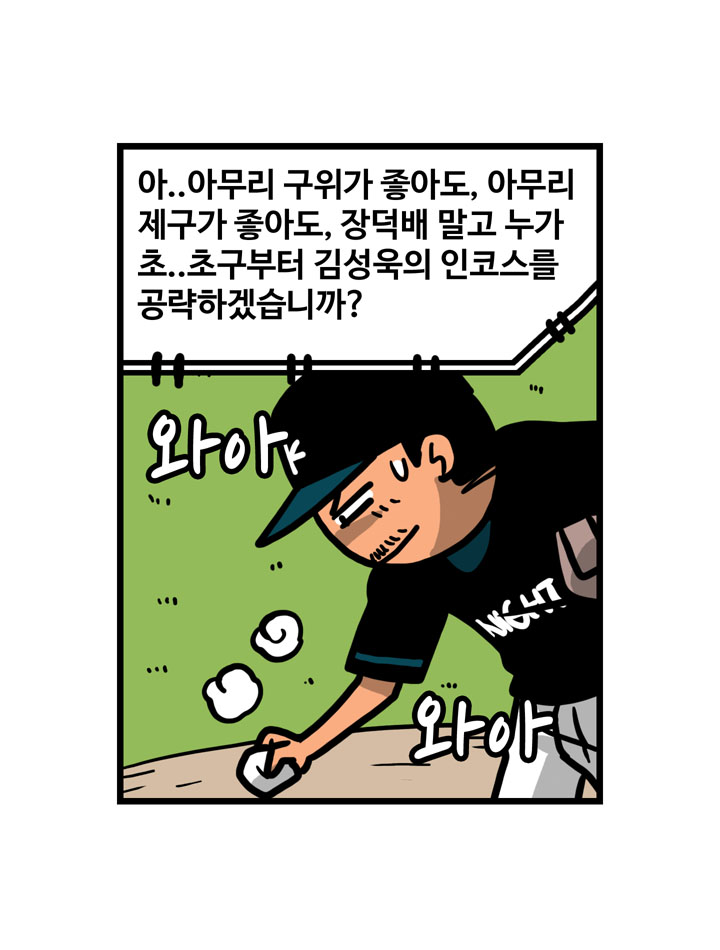 아..아무리 구위가 좋아도, 아무리
제구가 좋아도, 장덕배 말고 누가
초..초구부터 김성욱의 인코스를
공략하겠습니까?
와아
NIGHT
와아